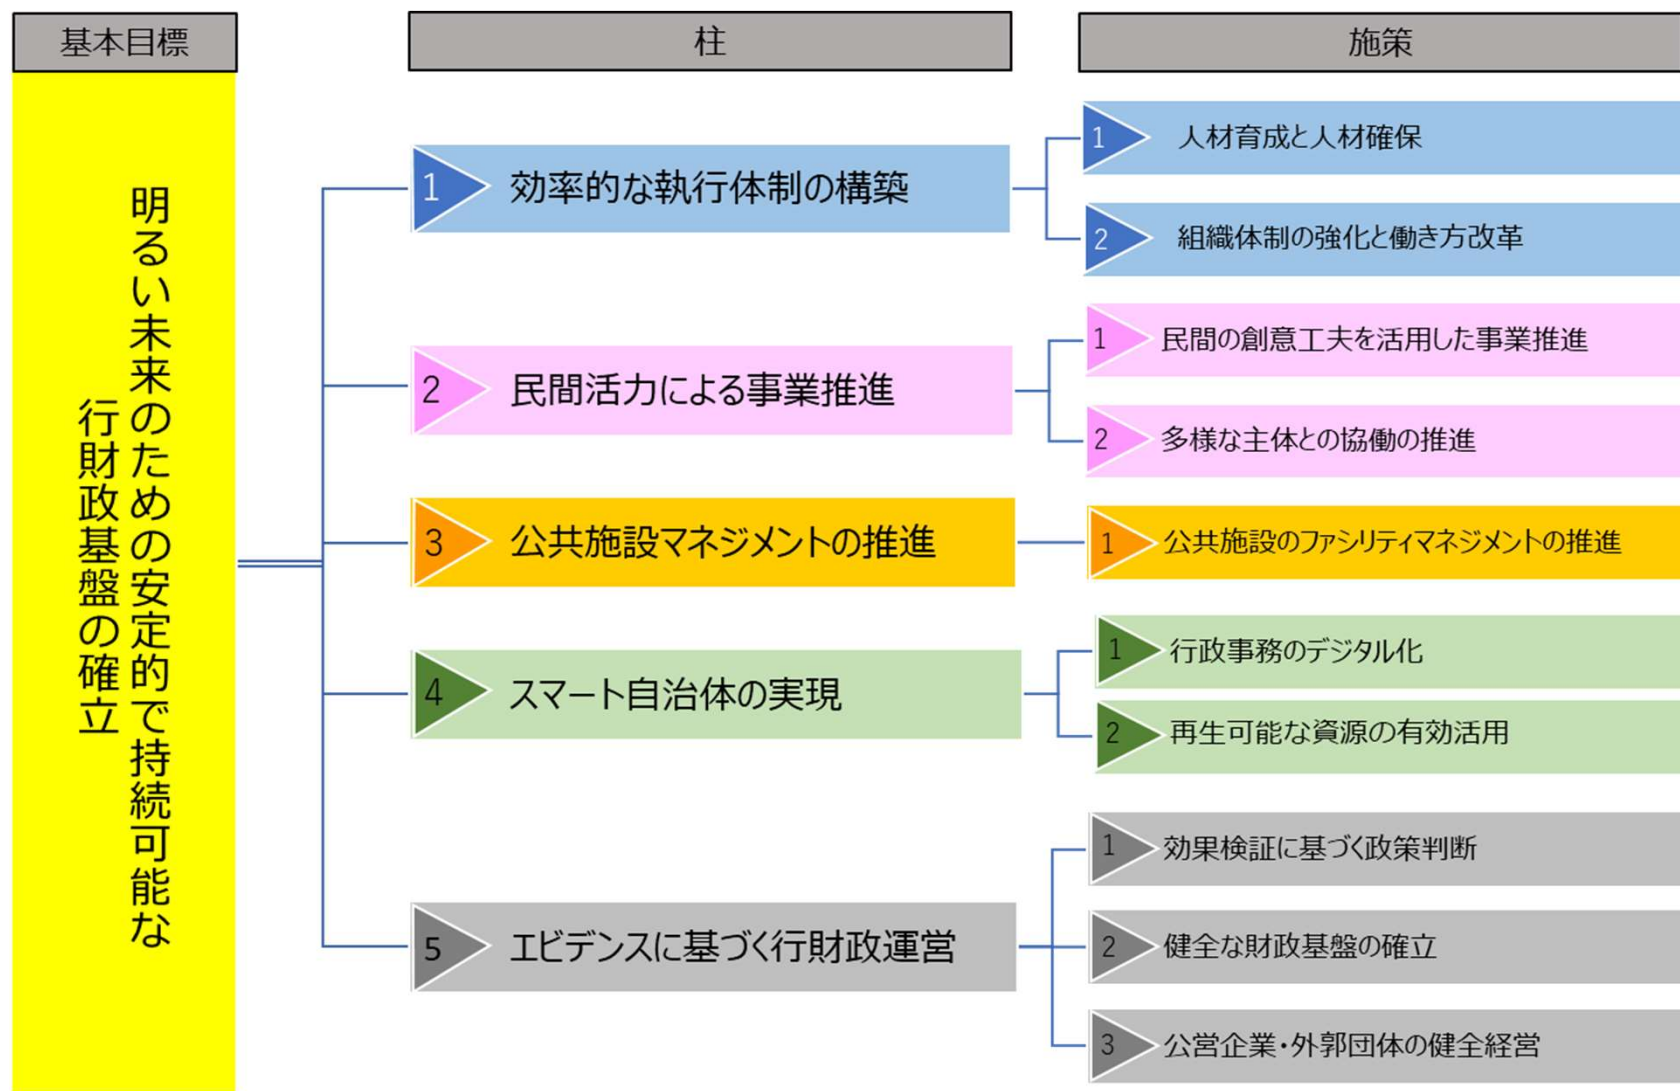 基本目標
柱
施策
明るい未来のための安定的で持続可能な
行財政基盤の確立
1 効率的な執行体制の構築
1 人材育成と人材確保
2 組織体制の強化と働き方改革
2 民間活力による事業推進
1 民間の創意工夫を活用した事業推進
2 多様な主体との協働の推進
3 公共施設マネジメントの推進
1 公共施設のファシリティマネジメントの推進
4 スマート自治体の実現
1 行政事務のデジタル化
2 再生可能な資源の有効活用
5 エビデンスに基づく行財政運営
1 効果検証に基づく政策判断
2 健全な財政基盤の確立
3 公営企業・外郭団体の健全経営